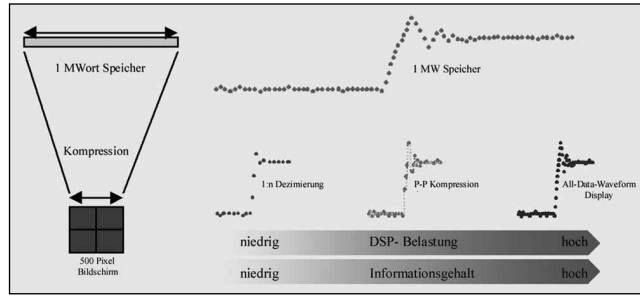 1 MWort Speicher
Kompression
500 Pixel
Bildschirm
1 MW Speicher
1:n Dezimierung
P-P Kompression
All-Data-Waveform
Display
niedrig DSP- Belastung hoch
niedrig Informationsgehalt hoch